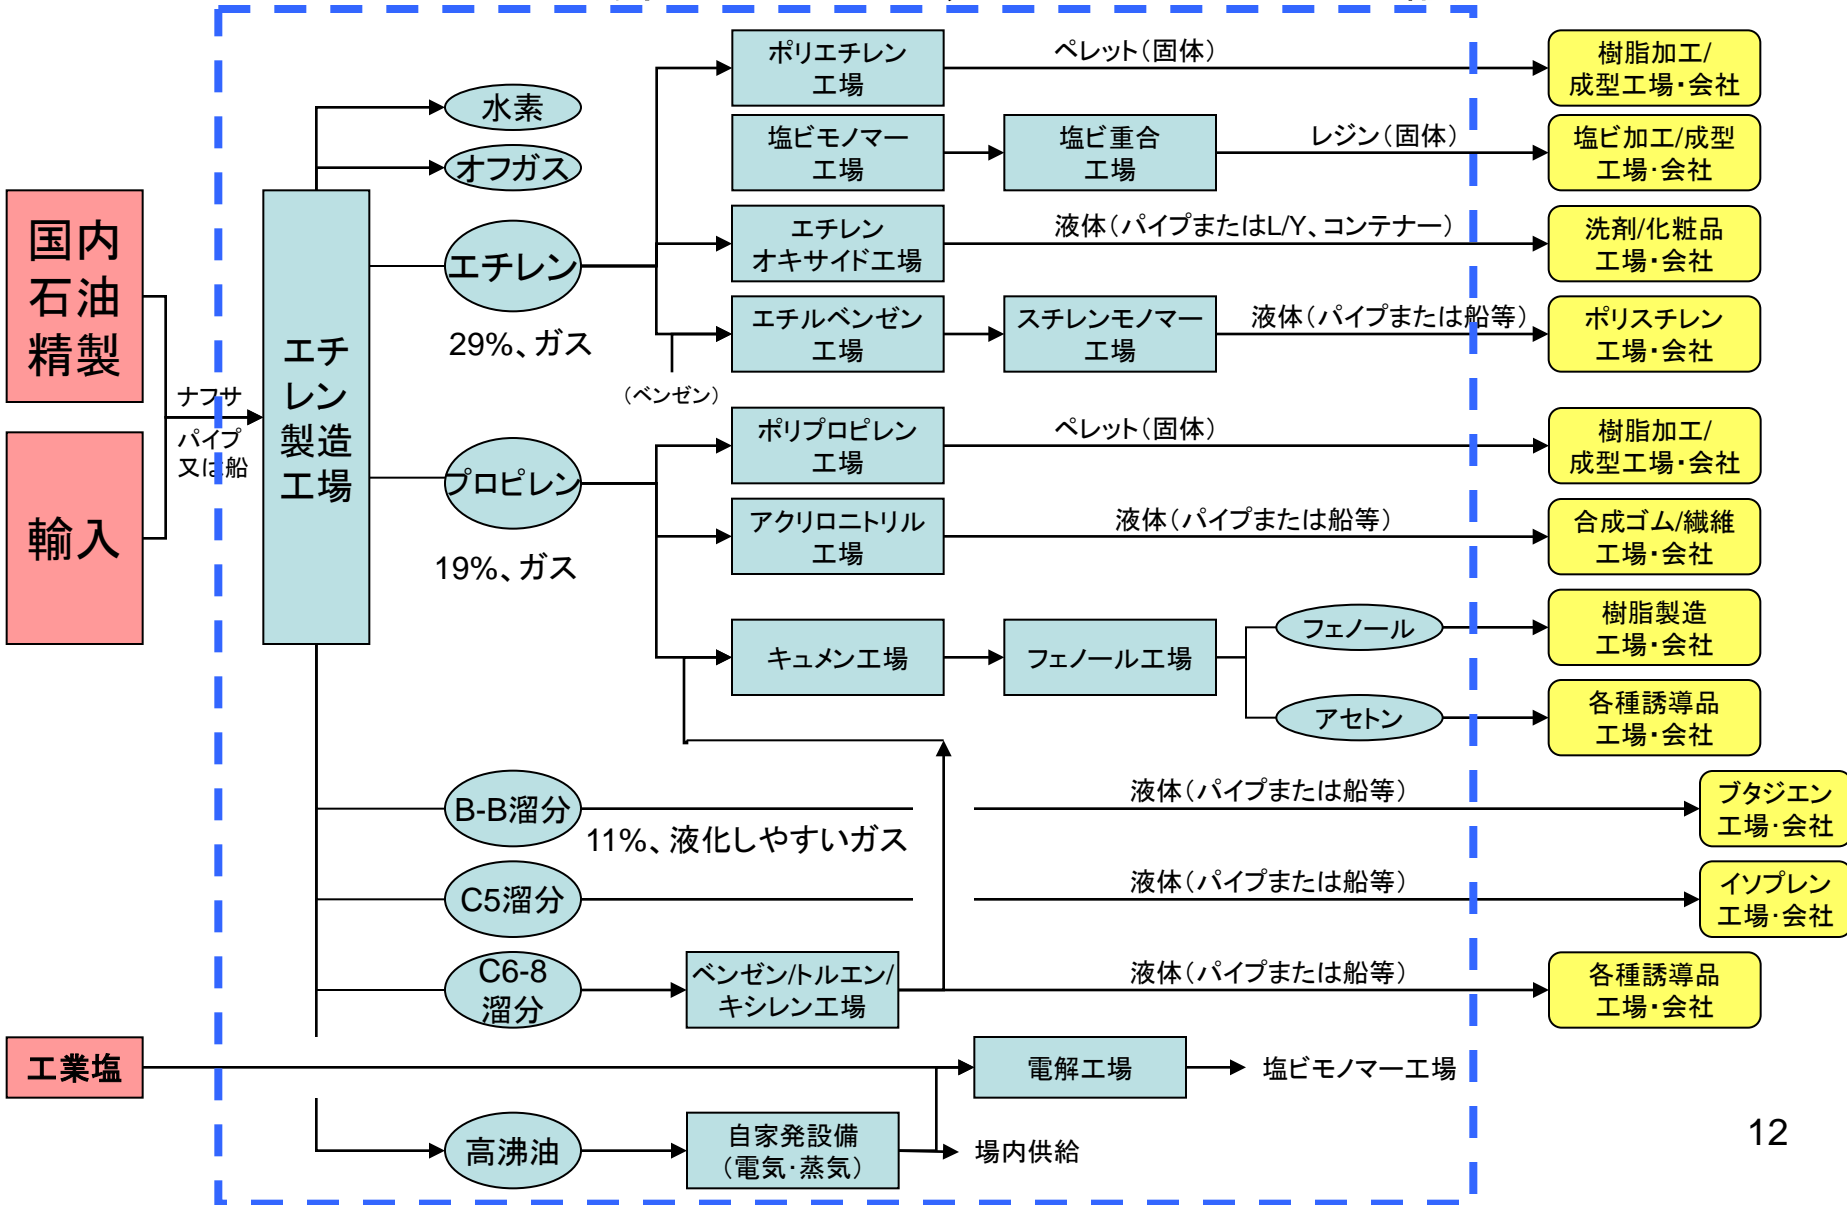 ポリエチレン
工場
ペレット（固体）
樹脂加工/
成型工場・会社
水素
塩ビモノマー
工場
塩ビ重合
工場
レジン（固体）
塩ビ加工/成型
工場・会社
オフガス
国内
石油
精製
エチレン
エチレン
オキサイド工場
液体（パイプまたはL/Y、コンテナー）
洗剤/化粧品
工場・会社
29%、ガス
エチルベンゼン
工場
スチレンモノマー
工場
液体（パイプまたは船等）
ポリスチレン
工場・会社
（ベンゼン）
エチ
レン
製造
工場
ナフサ
パイプ
又は船
輸入
プロピレン
19%、ガス
ポリプロピレン
工場
ペレット（固体）
樹脂加工/
成型工場・会社
アクリロニトリル
工場
液体（パイプまたは船等）
合成ゴム/繊維
工場・会社
キュメン工場
フェノール工場
フェノール
樹脂製造
工場・会社
アセトン
各種誘導品
工場・会社
B-B溜分
11%、液化しやすいガス
液体（パイプまたは船等）
ブタジエン
工場・会社
C5溜分
液体（パイプまたは船等）
イソプレン
工場・会社
C6-8
溜分
ベンゼン/トルエン/
キシレン工場
液体（パイプまたは船等）
各種誘導品
工場・会社
工業塩
電解工場
塩ビモノマー工場
高沸油
自家発設備
（電気・蒸気）
場内供給
12